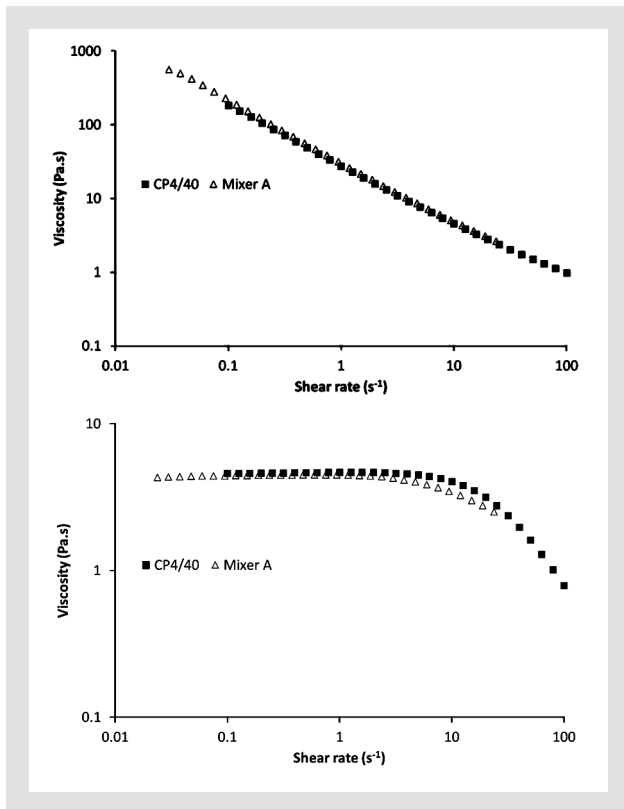 1000
100
10
1
0.1
Viscosity (Pa.s)
■ CP4/40 △ Mixer A
0.01 0.1 1 10 100
Shear rate (s⁻¹)
10
1
0.1
Viscosity (Pa.s)
■ CP4/40 △ Mixer A
0.01 0.1 1 10 100
Shear rate (s⁻¹)